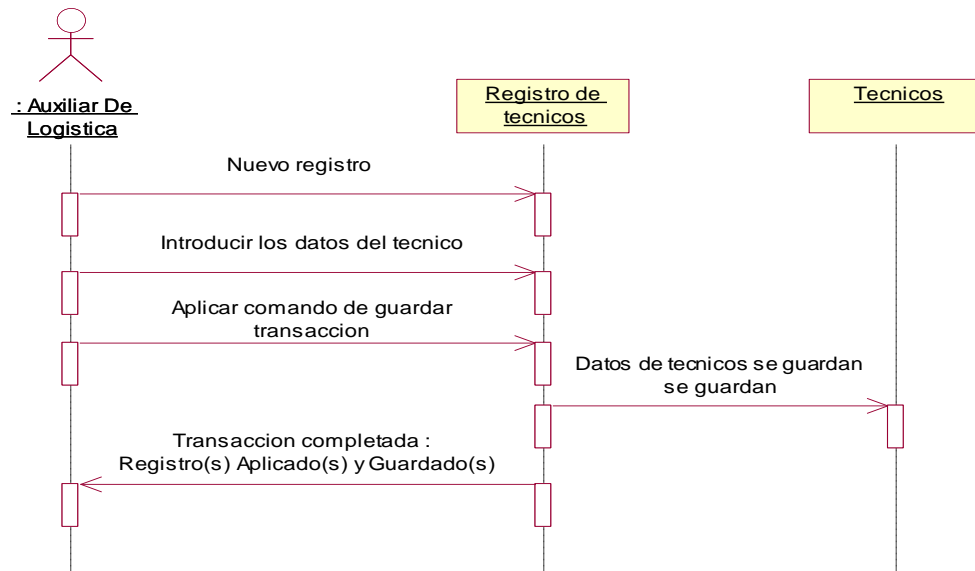 : Auxiliar De
Logistica
Registro de
tecnicos
Tecnicos
Nuevo registro
Introducir los datos del tecnico
Aplicar comando de guardar
transaccion
Datos de tecnicos se guardan
se guardan
Transaccion completada :
Registro(s) Aplicado(s) y Guardado(s)